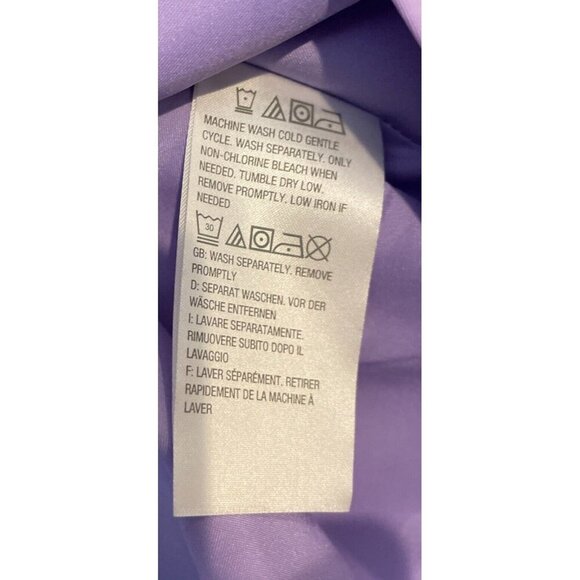 MACHINE WASH COLD GENTLE
CYCLE. WASH SEPARATELY. ONLY
NON-CHLORINE BLEACH WHEN
NEEDED. TUMBLE DRY LOW.
REMOVE PROMPTLY. LOW IRON IF
NEEDED
30
GB: WASH SEPARATELY. REMOVE
PROMPTLY
D: SEPARAT WASCHEN. VOR DER
WÄSCHE ENTFERNEN
I: LAVARE SEPARATAMENTE.
RIMUOVERE SUBITO DOPO IL
LAVAGGIO
F: LAVER SÉPARÉMENT. RETIRER
RAPIDEMENT DE LA MACHINE À
LAVER